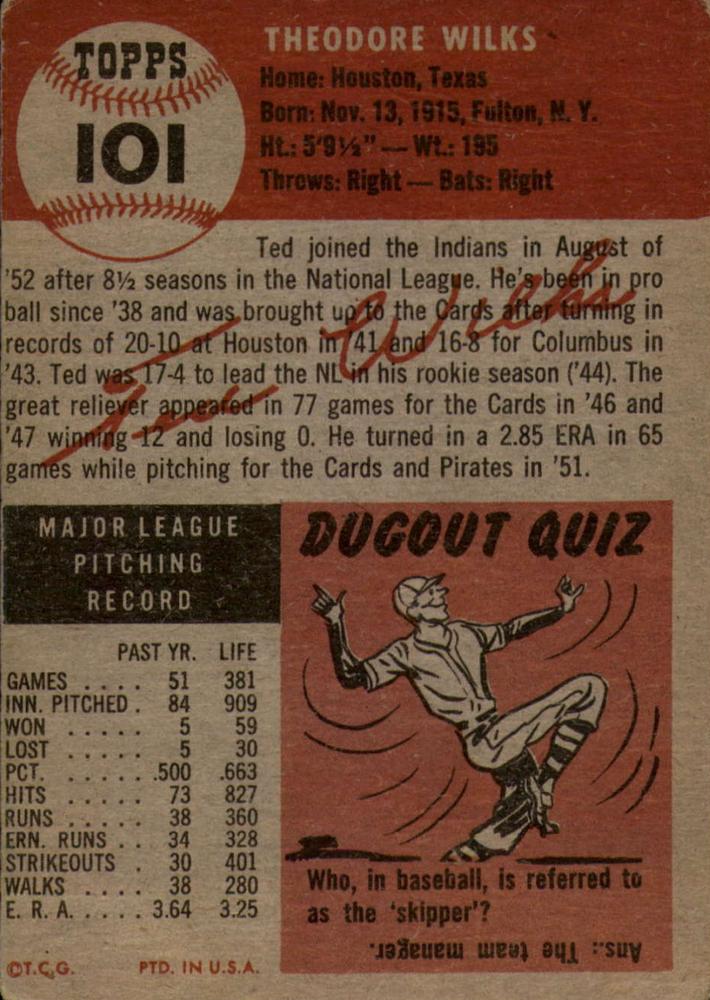 TOPPS
101
THEODORE WILKS
Home: Houston, Texas
Born: Nov. 13, 1915, Fulton, N. Y.
Ht.: 5'9½" — Wt.: 195
Throws: Right — Bats: Right
Ted joined the Indians in August of
'52 after 8½ seasons in the National League. He's been in pro
ball since '38 and was brought up to the Cards after turning in
records of 20-10 at Houston in '41 and 16-8 for Columbus in
'43. Ted was 17-4 to lead the NL in his rookie season ('44). The
great reliever appeared in 77 games for the Cards in '46 and
'47 winning 12 and losing 0. He turned in a 2.85 ERA in 65
games while pitching for the Cards and Pirates in '51.
Ted Wilks
MAJOR LEAGUE
PITCHING
RECORD
PAST YR. LIFE
GAMES . . . . 51 381
INN. PITCHED . 84 909
WON . . . . . 5 59
LOST . . . . . 5 30
PCT. . . . . . . .500 .663
HITS . . . . . 73 827
RUNS . . . . . 38 360
ERN. RUNS . . 34 328
STRIKEOUTS . 30 401
WALKS . . . . 38 280
E. R. A. . . . . . 3.64 3.25
©T.C.G. PTD. IN U.S.A.
DUGOUT QUIZ
Who, in baseball, is referred to
as the 'skipper'?
Ans.: The team manager.